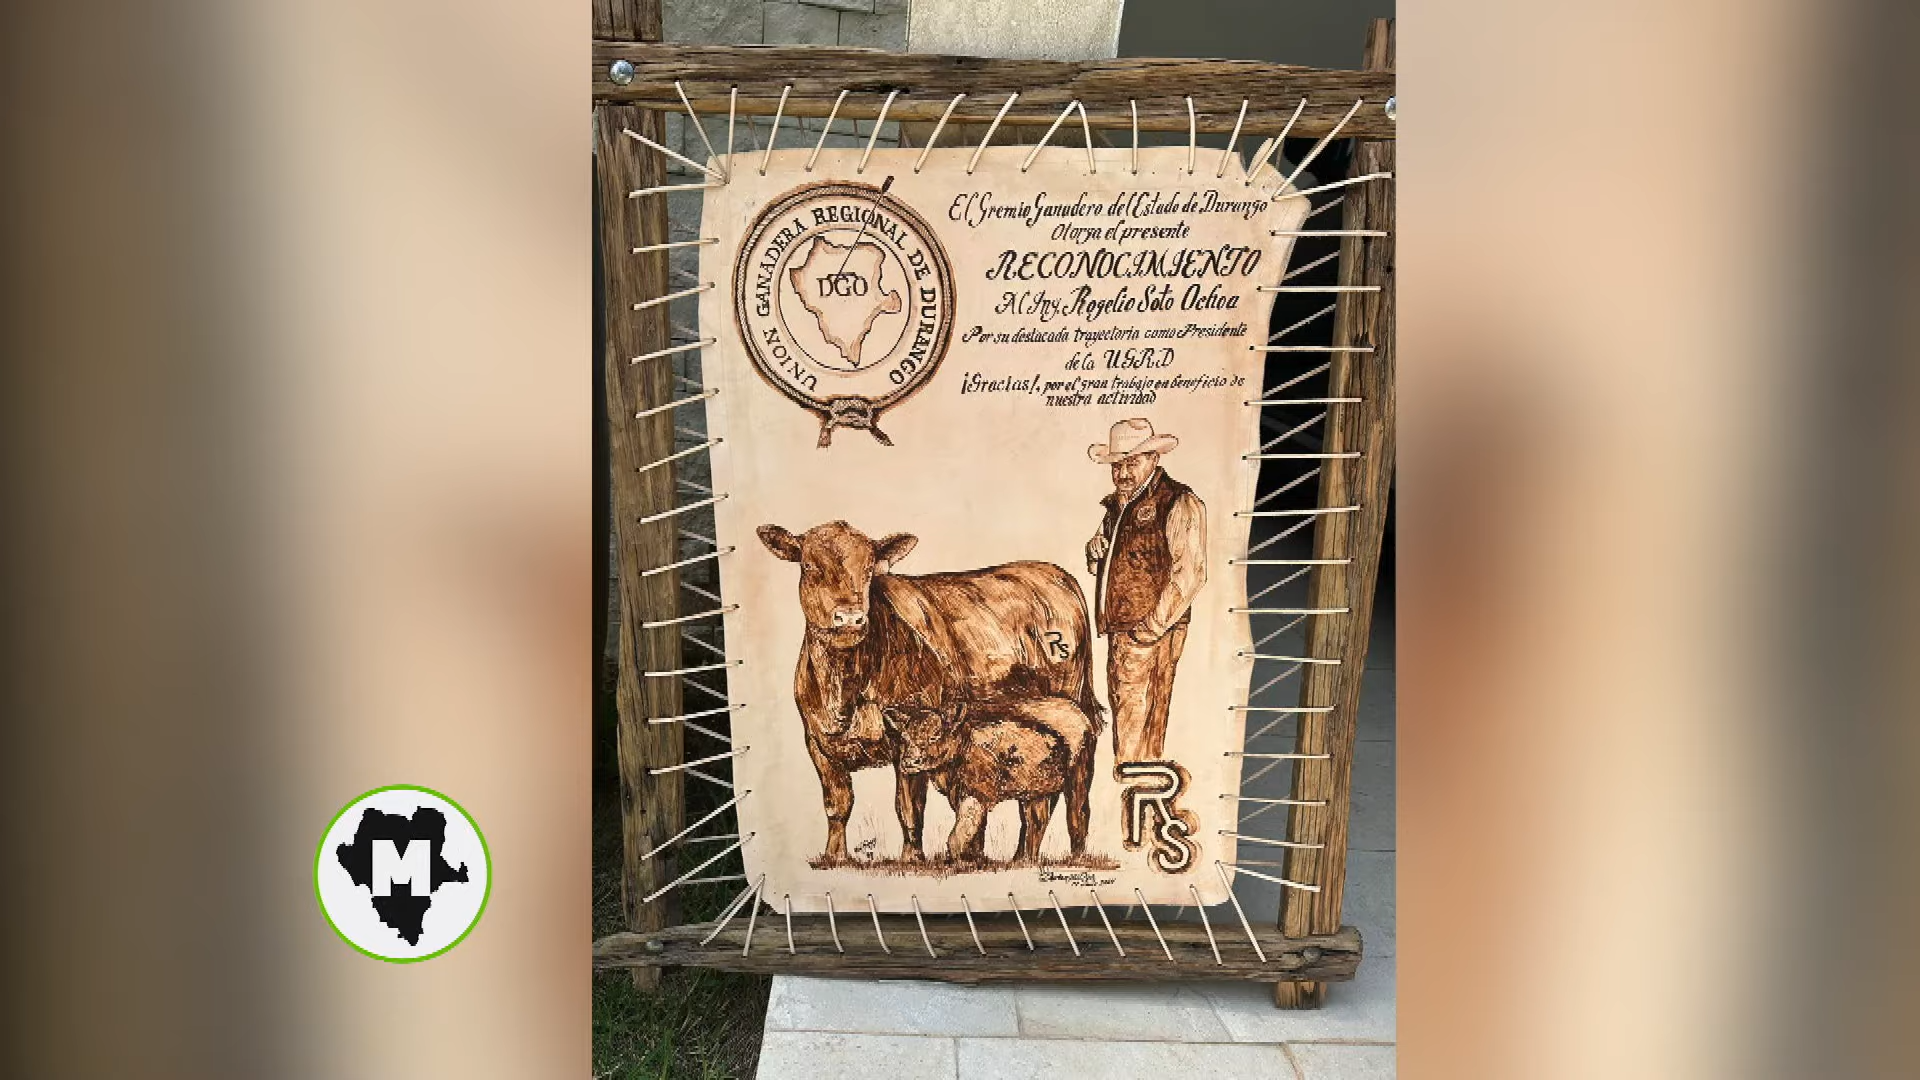 UNION GANADERA REGIONAL DE DURANGO
DGO
El Gremio Ganadero del Estado de Durango
Otorga el presente
RECONOCIMIENTO
Al Ing. Rogelio Soto Ochoa
Por su destacada trayectoria como Presidente
de la UGRD
¡Gracias!, por el gran trabajo en beneficio de
nuestra actividad
RS
RS
M